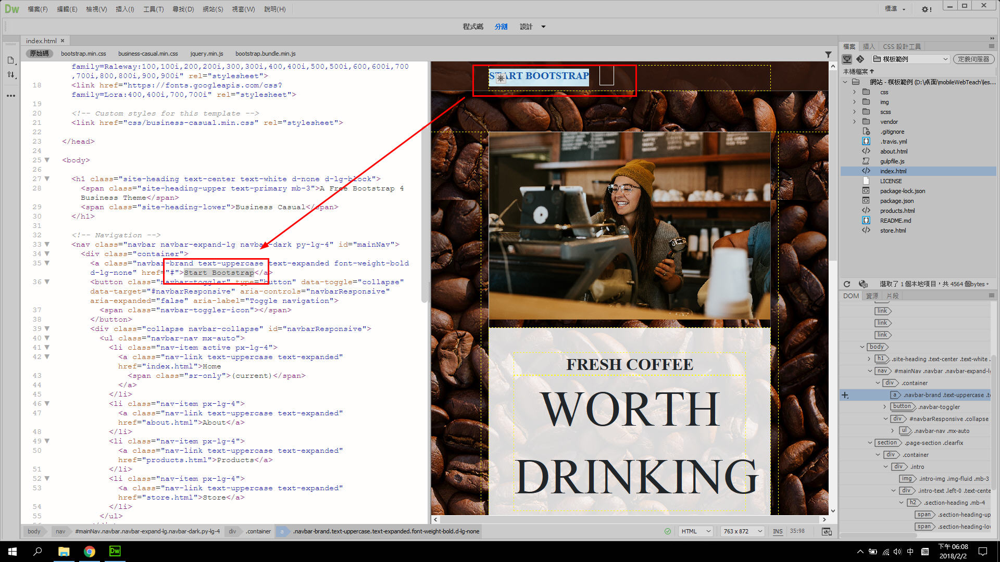 Dw 檔案(F) 編輯(E) 檢視(V) 插入(I) 工具(T) 尋找(D) 網站(S) 視窗(W) 說明(H) 標準
程式碼 分割 設計
index.html ×
原始碼 bootstrap.min.css business-casual.min.css jquery.min.js bootstrap.bundle.min.js
family=Raleway:100,100i,200,200i,300,300i,400,400i,500,500i,600,600i,700
,700i,800,800i,900,900i" rel="stylesheet">
18 <link href="https://fonts.googleapis.com/css?
family=Lora:400,400i,700,700i" rel="stylesheet">
19
20 <!-- Custom styles for this template -->
21 <link href="css/business-casual.min.css" rel="stylesheet">
22
23 </head>
24
25 <body>
26
27 <h1 class="site-heading text-center text-white d-none d-lg-block">
28 <span class="site-heading-upper text-primary mb-3">A Free Bootstrap 4
Business Theme</span>
29 <span class="site-heading-lower">Business Casual</span>
30 </h1>
31
32 <!-- Navigation -->
33 <nav class="navbar navbar-expand-lg navbar-dark py-lg-4" id="mainNav">
34 <div class="container">
35 <a class="navbar-brand text-uppercase text-expanded font-weight-bold
d-lg-none" href="#">Start Bootstrap</a>
36 <button class="navbar-toggler" type="button" data-toggle="collapse"
data-target="#navbarResponsive" aria-controls="navbarResponsive"
aria-expanded="false" aria-label="Toggle navigation">
37 <span class="navbar-toggler-icon"></span>
38 </button>
39 <div class="collapse navbar-collapse" id="navbarResponsive">
40 <ul class="navbar-nav mx-auto">
41 <li class="nav-item active px-lg-4">
42 <a class="nav-link text-uppercase text-expanded"
href="index.html">Home
43 <span class="sr-only">(current)</span>
44 </a>
45 </li>
46 <li class="nav-item px-lg-4">
47 <a class="nav-link text-uppercase text-expanded"
href="about.html">About</a>
48 </li>
49 <li class="nav-item px-lg-4">
50 <a class="nav-link text-uppercase text-expanded"
href="products.html">Products</a>
51 </li>
52 <li class="nav-item px-lg-4">
53 <a class="nav-link text-uppercase text-expanded"
href="store.html">Store</a>
54 </li>
55 </ul>
START BOOTSTRAP
FRESH COFFEE
WORTH
DRINKING
body nav #mainNav.navbar.navbar-expand-lg.navbar-dark.py-lg-4 div .container a .navbar-brand.text-uppercase.text-expanded.font-weight-bold.d-lg-none
HTML 763 x 872 INS 35:98
檔案 插入 CSS 設計工具
模板範例 定義伺服器
本機檔案
網站 - 模板範例 (D:\桌面\mobileWebTeach\les...
css
img
scss
vendor
.gitignore
.travis.yml
about.html
gulpfile.js
index.html
LICENSE
package-lock.json
package.json
products.html
README.md
store.html
選取了 1 個本地項目，共 4564 個bytes。
DOM 資源 片段
link
link
link
body
h1 .site-heading .text-center .text-white .
nav #mainNav .navbar .navbar-expand-lg
div .container
a .navbar-brand .text-uppercase .te
button .navbar-toggler
div #navbarResponsive .collapse
ul .navbar-nav .mx-auto
section .page-section .clearfix
div .container
div .intro
img .intro-img .img-fluid .mb-3
div .intro-text .left-0 .text-cente
h2 .section-heading .mb-4
span .section-heading-up
span .section-heading-lo
Dw
中
下午 06:08
2018/2/2